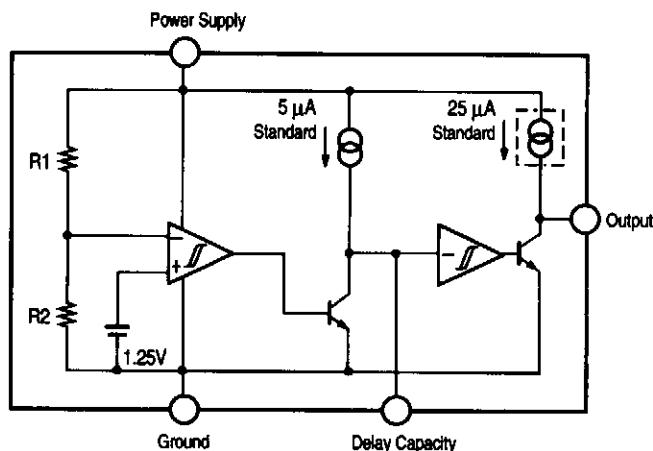 Power Supply
5 μA
Standard
25 μA
Standard
R1
−
+
−
Output
R2
1.25V
Ground
Delay Capacity